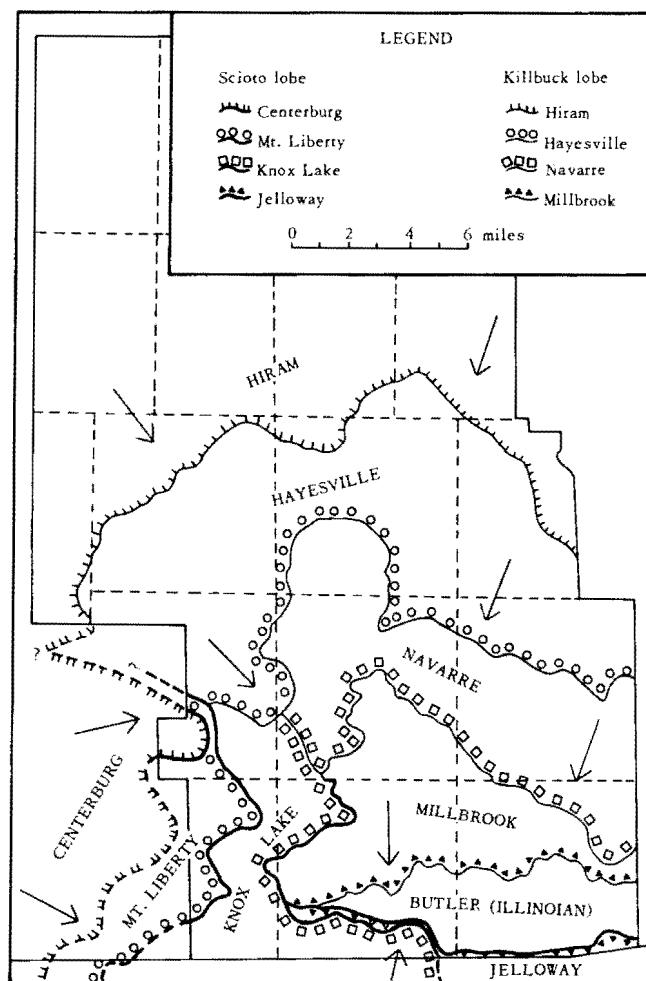 LEGEND
Scioto lobe
Centerburg
Mt. Liberty
Knox Lake
Jelloway
Killbuck lobe
Hiram
Hayesville
Navarre
Millbrook
0 2 4 6 miles
HIRAM
HAYESVILLE
NAVARRE
?
?
CENTERBURG
MT. LIBERTY
KNOX
LAKE
MILLBROOK
BUTLER (ILLINOIAN)
JELLOWAY